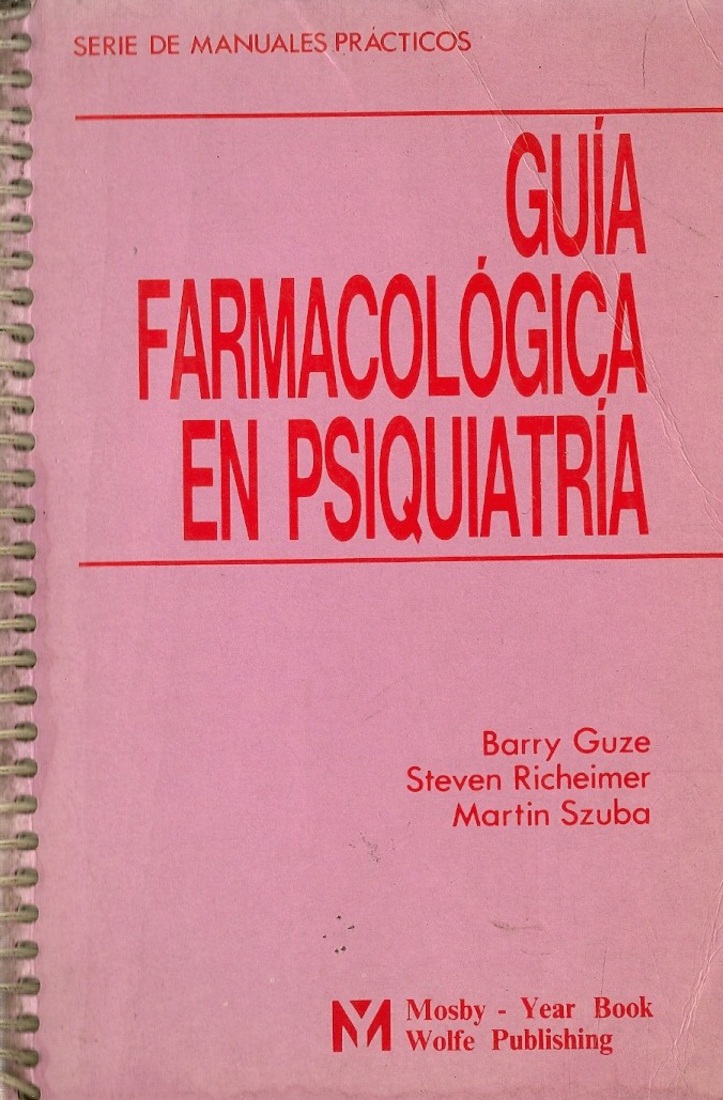 SERIE DE MANUALES PRÁCTICOS
GUÍA
FARMACOLÓGICA
EN PSIQUIATRÍA
Barry Guze
Steven Richeimer
Martin Szuba
Mosby - Year Book
Wolfe Publishing